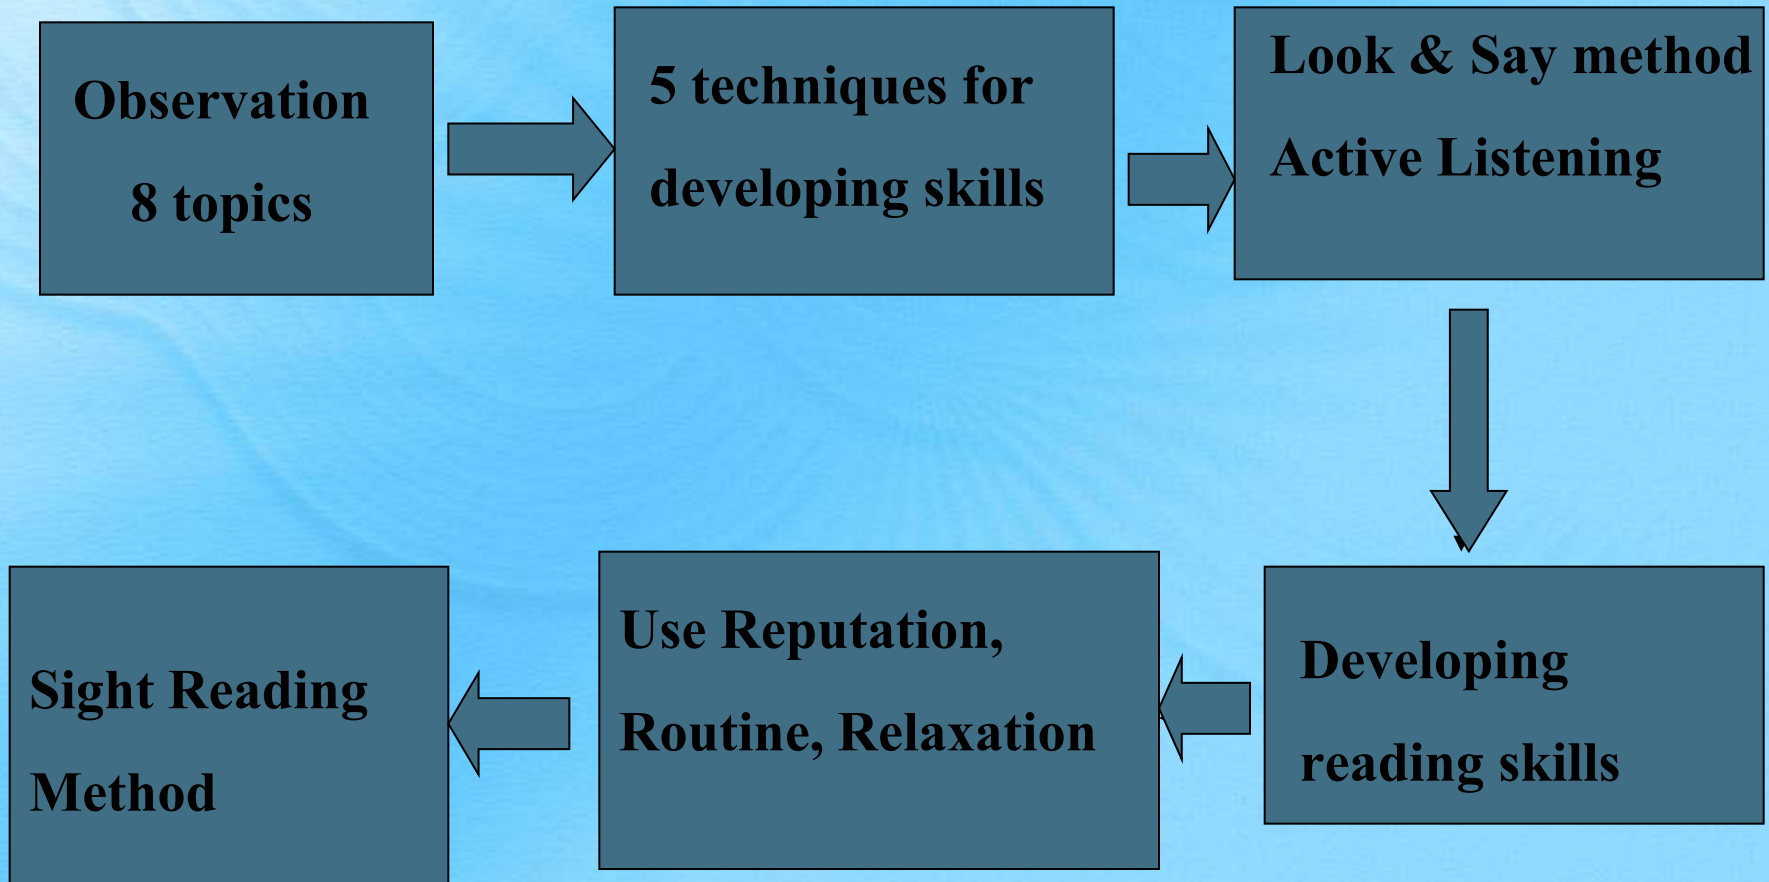 Observation
8 topics
5 techniques for
developing skills
Look & Say method
Active Listening
Developing
reading skills
Use Reputation,
Routine, Relaxation
Sight Reading
Method